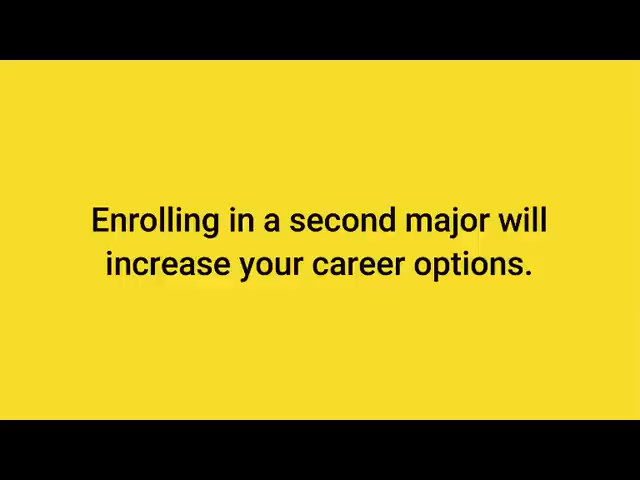 Enrolling in a second major will
increase your career options.